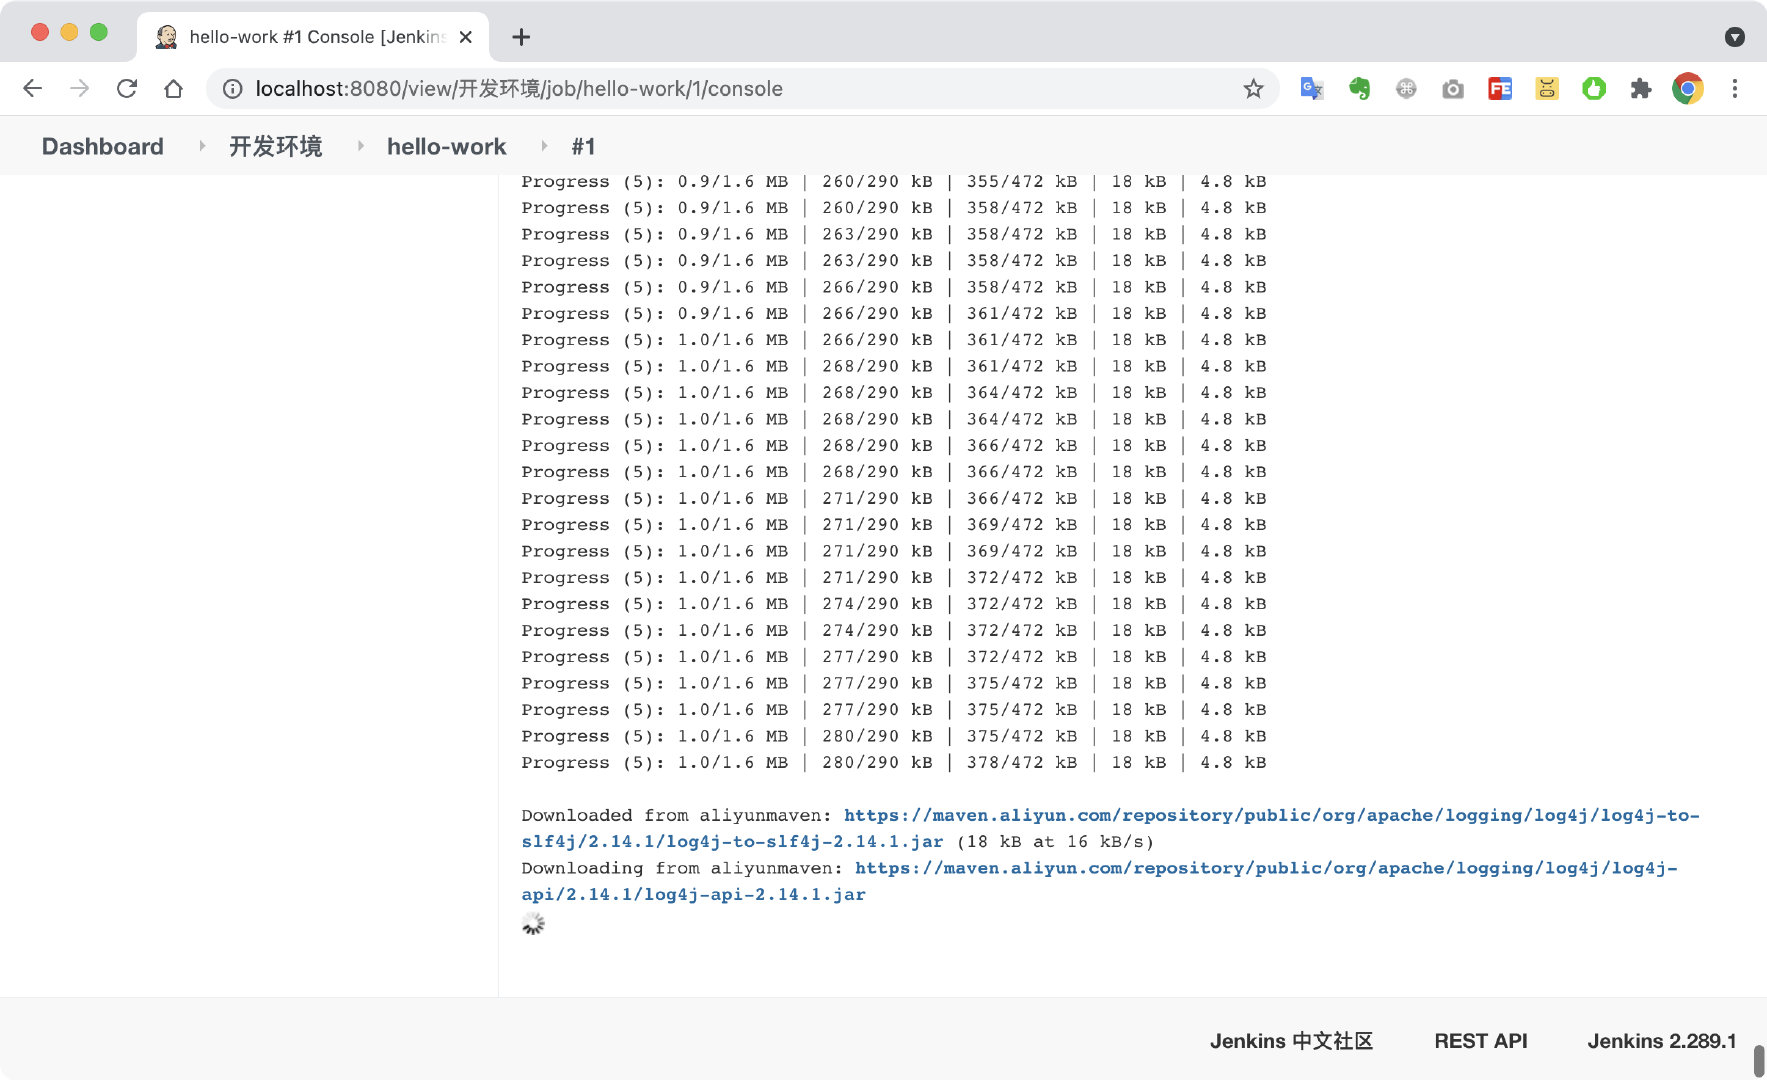 hello-work #1 Console [Jenkins
localhost:8080/view/开发环境/job/hello-work/1/console
Dashboard 开发环境 hello-work #1
Progress (5): 0.9/1.6 MB | 260/290 kB | 355/472 kB | 18 kB | 4.8 kB
Progress (5): 0.9/1.6 MB | 260/290 kB | 358/472 kB | 18 kB | 4.8 kB
Progress (5): 0.9/1.6 MB | 263/290 kB | 358/472 kB | 18 kB | 4.8 kB
Progress (5): 0.9/1.6 MB | 263/290 kB | 358/472 kB | 18 kB | 4.8 kB
Progress (5): 0.9/1.6 MB | 266/290 kB | 358/472 kB | 18 kB | 4.8 kB
Progress (5): 0.9/1.6 MB | 266/290 kB | 361/472 kB | 18 kB | 4.8 kB
Progress (5): 1.0/1.6 MB | 266/290 kB | 361/472 kB | 18 kB | 4.8 kB
Progress (5): 1.0/1.6 MB | 268/290 kB | 361/472 kB | 18 kB | 4.8 kB
Progress (5): 1.0/1.6 MB | 268/290 kB | 364/472 kB | 18 kB | 4.8 kB
Progress (5): 1.0/1.6 MB | 268/290 kB | 364/472 kB | 18 kB | 4.8 kB
Progress (5): 1.0/1.6 MB | 268/290 kB | 366/472 kB | 18 kB | 4.8 kB
Progress (5): 1.0/1.6 MB | 268/290 kB | 366/472 kB | 18 kB | 4.8 kB
Progress (5): 1.0/1.6 MB | 271/290 kB | 366/472 kB | 18 kB | 4.8 kB
Progress (5): 1.0/1.6 MB | 271/290 kB | 369/472 kB | 18 kB | 4.8 kB
Progress (5): 1.0/1.6 MB | 271/290 kB | 369/472 kB | 18 kB | 4.8 kB
Progress (5): 1.0/1.6 MB | 271/290 kB | 372/472 kB | 18 kB | 4.8 kB
Progress (5): 1.0/1.6 MB | 274/290 kB | 372/472 kB | 18 kB | 4.8 kB
Progress (5): 1.0/1.6 MB | 274/290 kB | 372/472 kB | 18 kB | 4.8 kB
Progress (5): 1.0/1.6 MB | 277/290 kB | 372/472 kB | 18 kB | 4.8 kB
Progress (5): 1.0/1.6 MB | 277/290 kB | 375/472 kB | 18 kB | 4.8 kB
Progress (5): 1.0/1.6 MB | 277/290 kB | 375/472 kB | 18 kB | 4.8 kB
Progress (5): 1.0/1.6 MB | 280/290 kB | 375/472 kB | 18 kB | 4.8 kB
Progress (5): 1.0/1.6 MB | 280/290 kB | 378/472 kB | 18 kB | 4.8 kB
Downloaded from aliyunmaven: https://maven.aliyun.com/repository/public/org/apache/logging/log4j/log4j-to-
slf4j/2.14.1/log4j-to-slf4j-2.14.1.jar (18 kB at 16 kB/s)
Downloading from aliyunmaven: https://maven.aliyun.com/repository/public/org/apache/logging/log4j/log4j-
api/2.14.1/log4j-api-2.14.1.jar
Jenkins 中文社区 REST API Jenkins 2.289.1